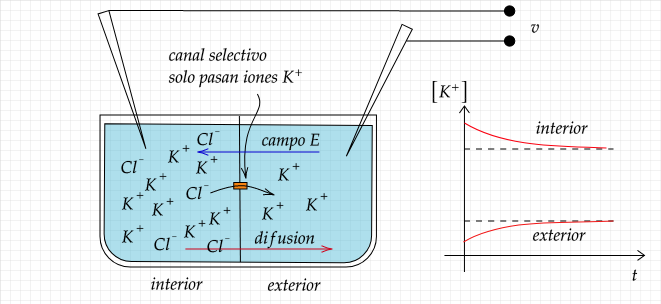 v
canal selectivo
solo pasan iones K⁺
[K⁺]
interior
exterior
t
Cl⁻
campo E
K⁺
K⁺
Cl⁻
K⁺
K⁺
Cl⁻
K⁺
K⁺
K⁺
K⁺
K⁺
K⁺
K⁺
Cl⁻
Cl⁻
difusion
interior
exterior